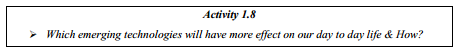 Activity 1.8
➢ Which emerging technologies will have more effect on our day to day life & How?